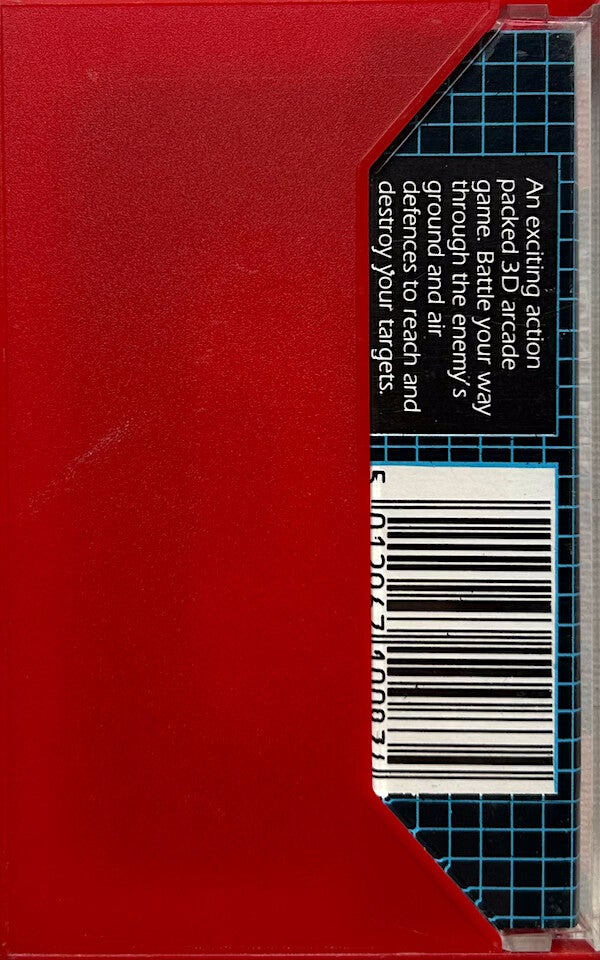 An exciting action
packed 3D arcade
game. Battle your way
through the enemy's
ground and air
defences to reach and
destroy your targets.
5